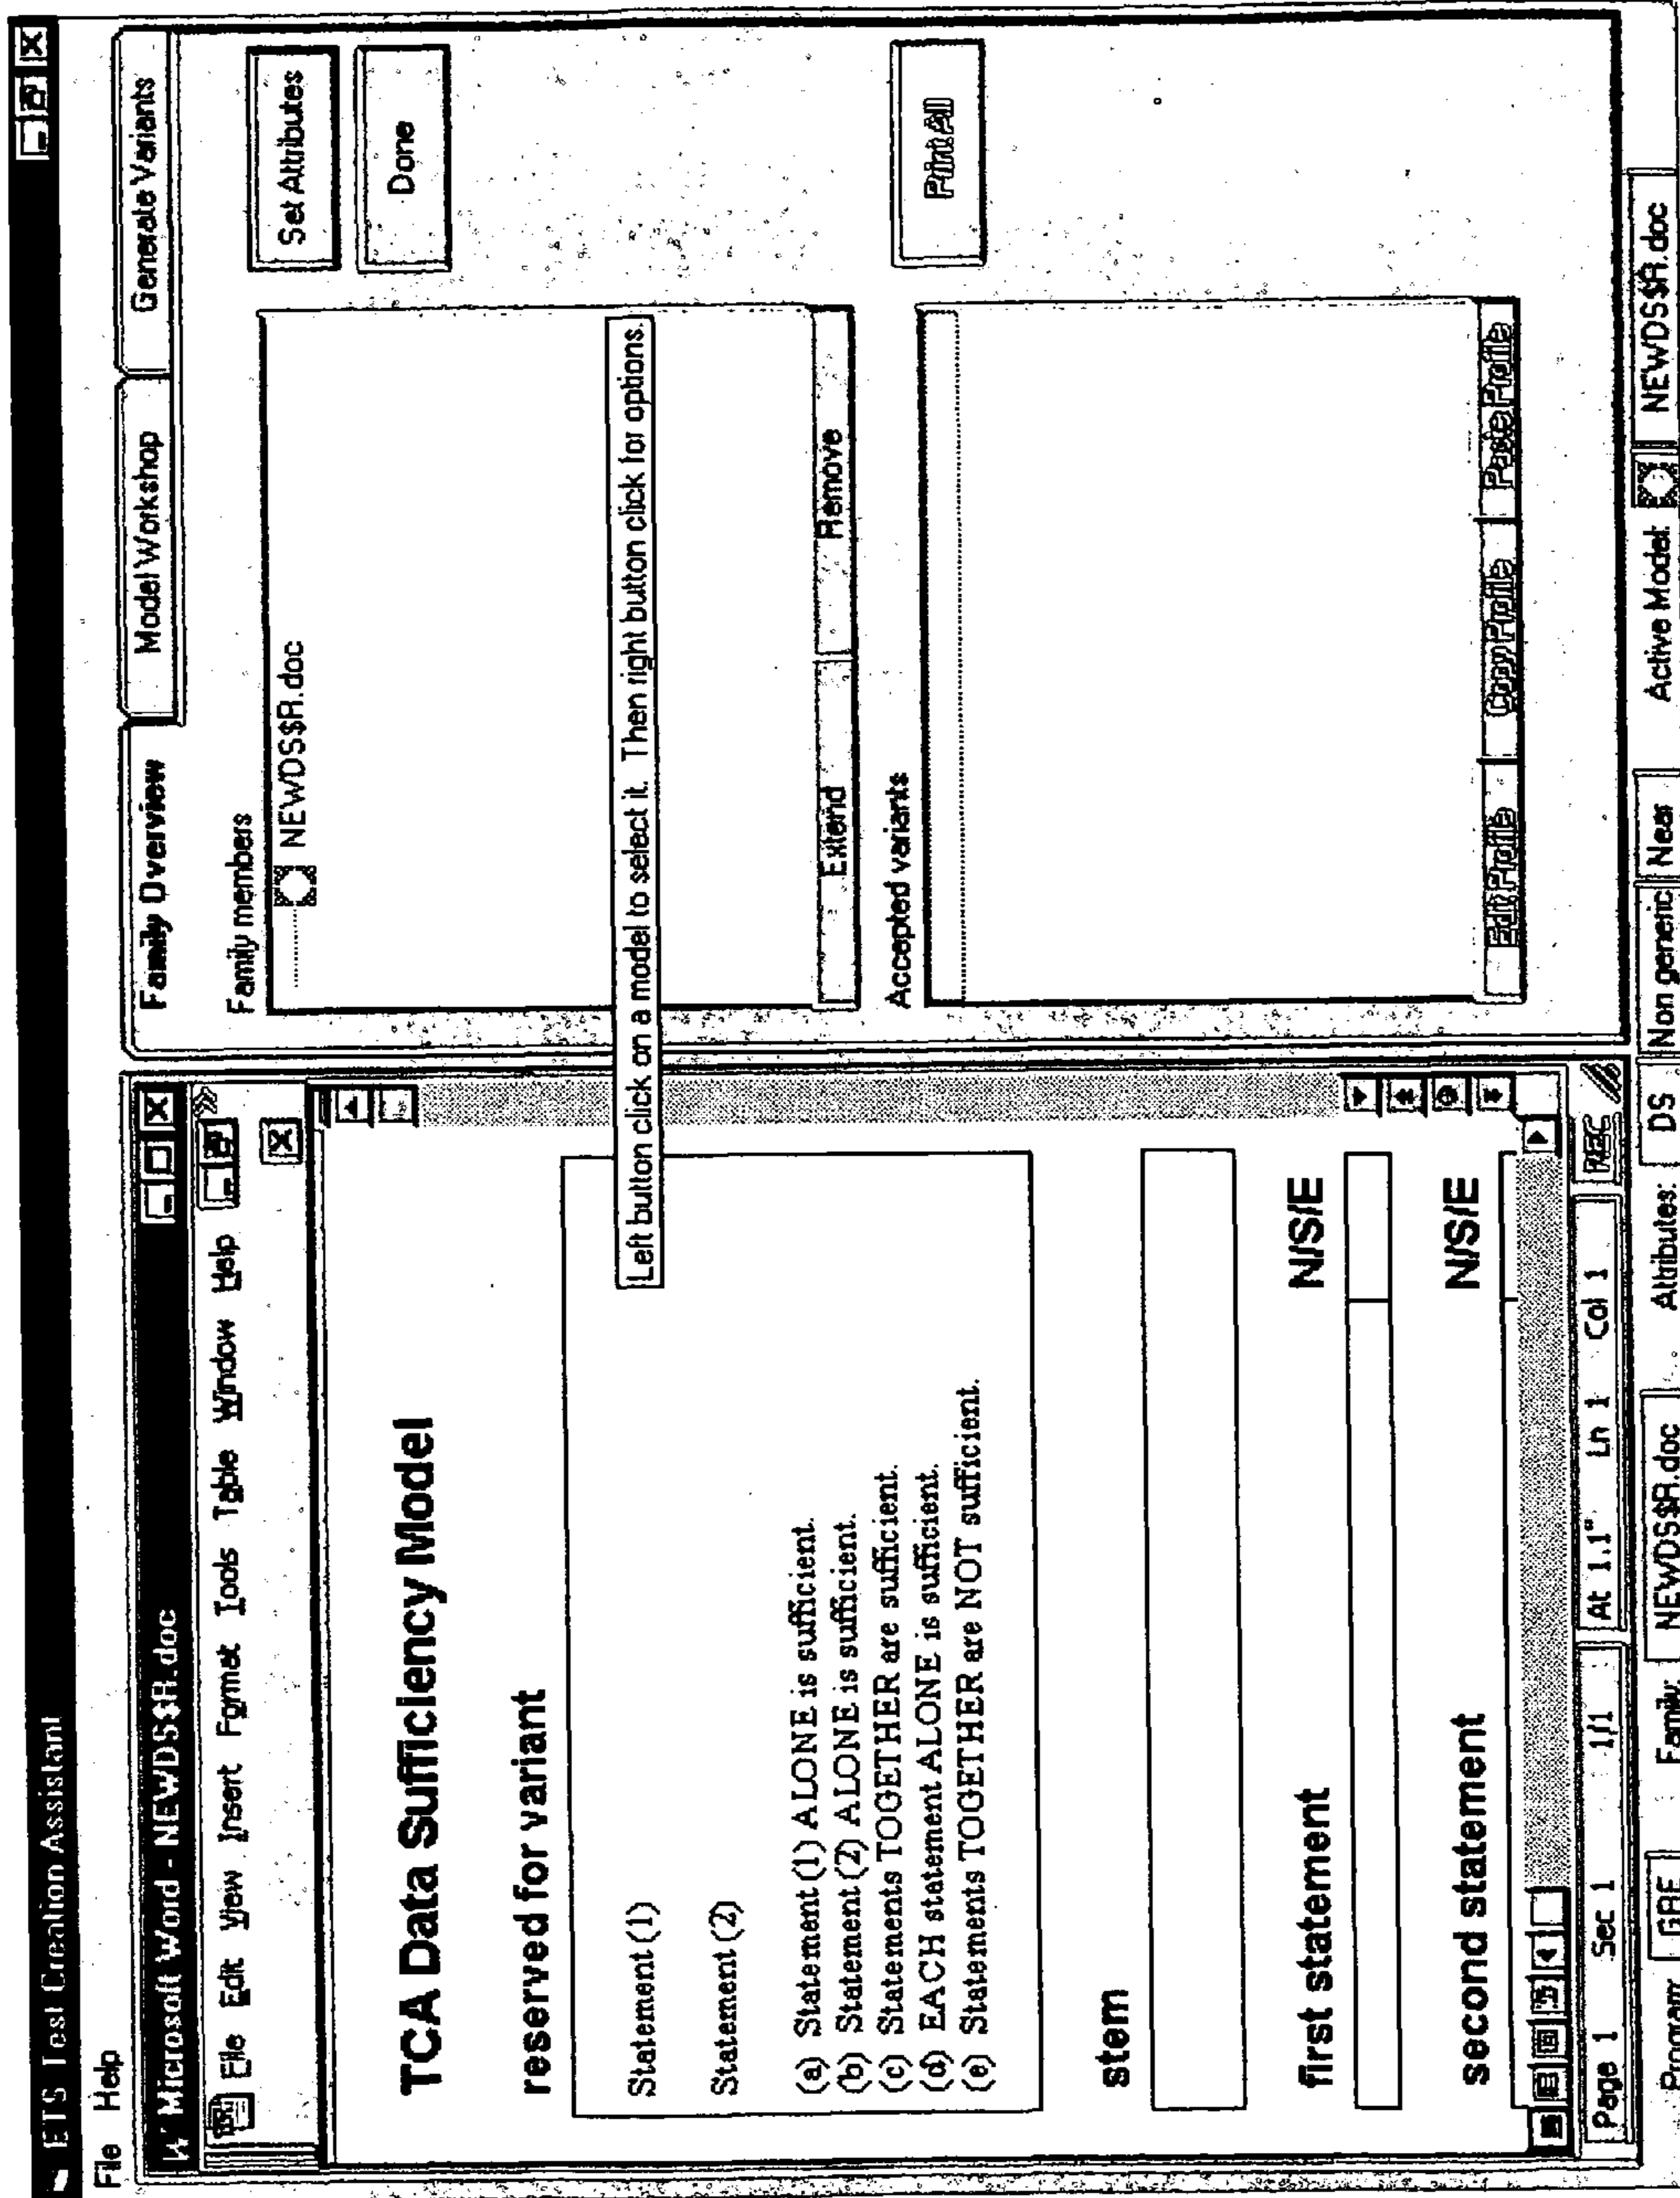 ETS Test Creation Assistant
File Help
Microsoft Word - NEWDS$R.doc
File Edit View Insert Format Tools Table Window Help
TCA Data Sufficiency Model
reserved for variant
Statement (1)
Statement (2)
(a) Statement (1) ALONE is sufficient.
(b) Statement (2) ALONE is sufficient.
(c) Statements TOGETHER are sufficient.
(d) EACH statement ALONE is sufficient.
(e) Statements TOGETHER are NOT sufficient.
stem
first statement N/S/E
second statement N/S/E
Page 1 Sec 1 1/1 At 1.1" Ln 1 Col 1 REC
Family Overview Model Workshop Generate Variants
Family members
NEWDS$R.doc
Set Attributes
Done
Left button click on a model to select it. Then right button click for options.
Extend Remove
Accepted variants
Print All
Edit Profile Copy Profile Paste Profile
Program GRE Family NEWDS$R.doc Attributes: DS Non generic Near Active Model: NEWDS$R.doc